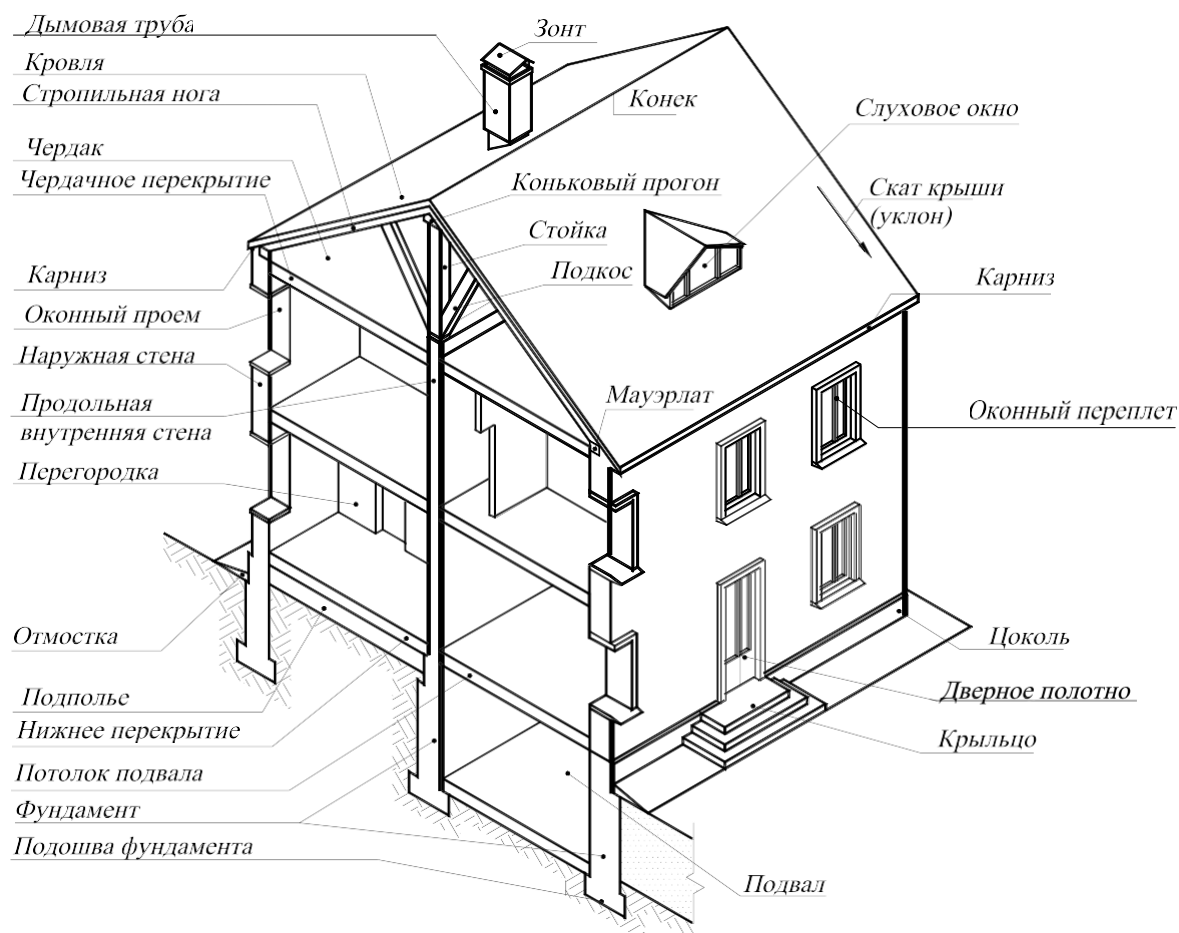 Дымовая труба
Зонт
Кровля
Стропильная нога
Конек
Слуховое окно
Чердак
Чердачное перекрытие
Коньковый прогон
Скат крыши
(уклон)
Стойка
Подкос
Карниз
Карниз
Оконный проем
Наружная стена
Мауэрлат
Продольная
внутренняя стена
Оконный переплет
Перегородка
Отмостка
Цоколь
Подполье
Дверное полотно
Нижнее перекрытие
Крыльцо
Потолок подвала
Фундамент
Подошва фундамента
Подвал